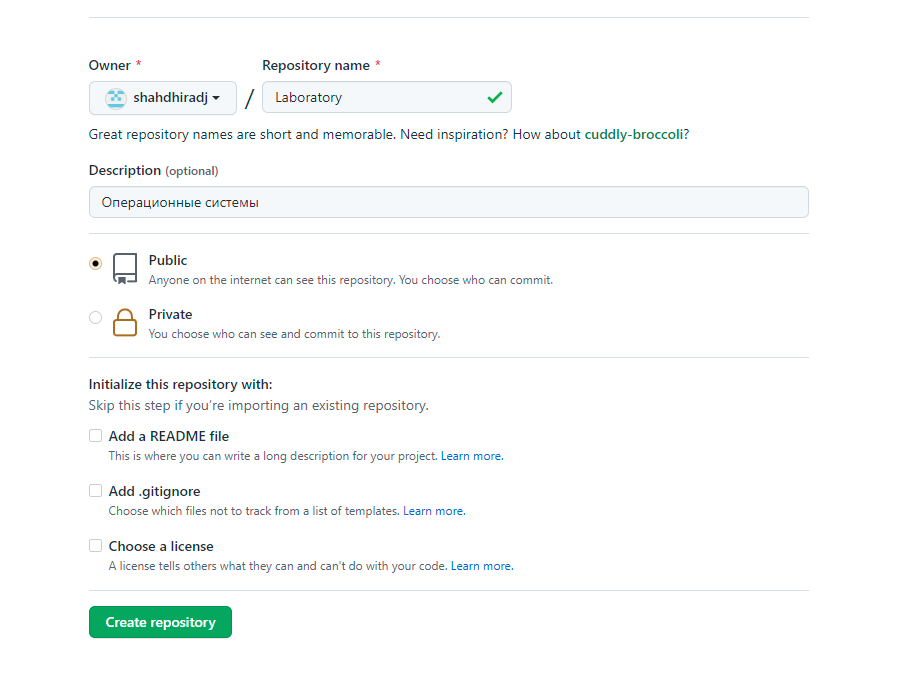 Owner * Repository name *
shahdhiradj / Laboratory
Great repository names are short and memorable. Need inspiration? How about cuddly-broccoli?
Description (optional)
Операционные системы
Public
Anyone on the internet can see this repository. You choose who can commit.
Private
You choose who can see and commit to this repository.
Initialize this repository with:
Skip this step if you’re importing an existing repository.
Add a README file
This is where you can write a long description for your project. Learn more.
Add .gitignore
Choose which files not to track from a list of templates. Learn more.
Choose a license
A license tells others what they can and can't do with your code. Learn more.
Create repository